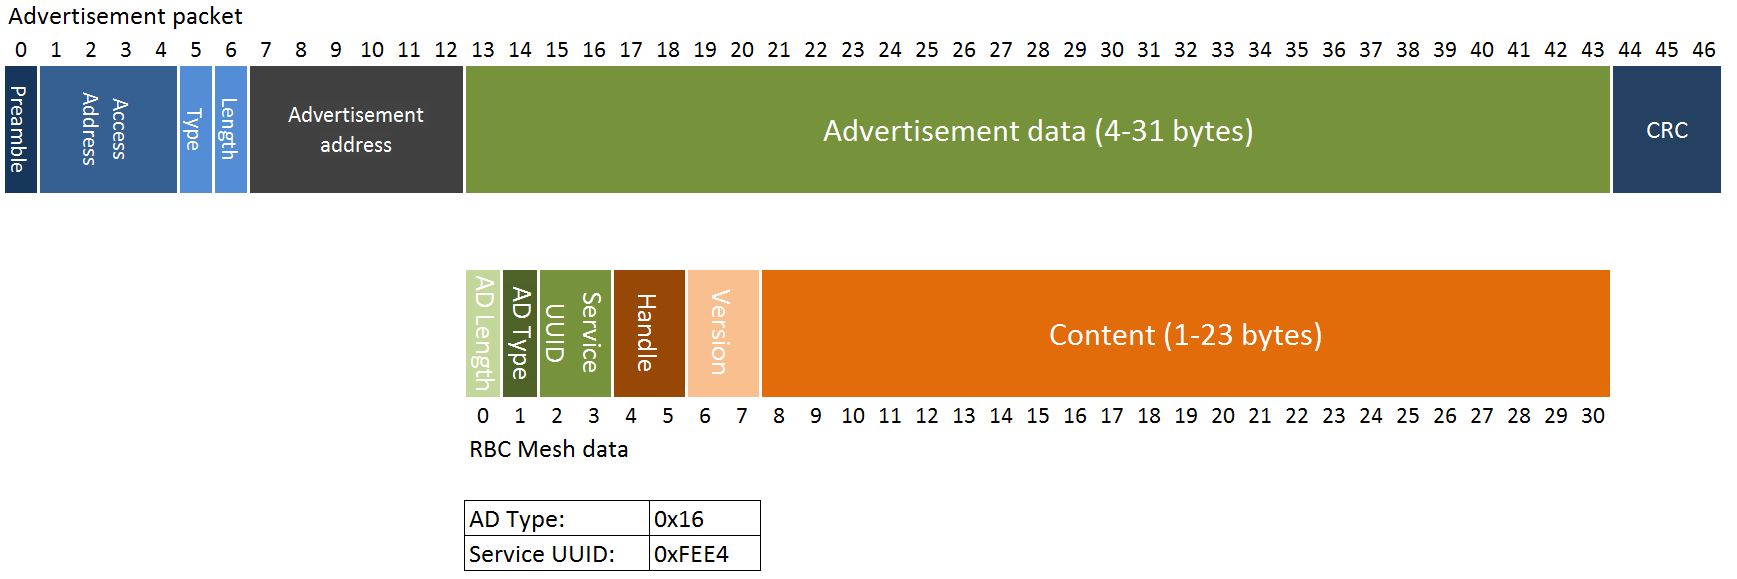 Advertisement packet
0 1 2 3 4 5 6 7 8 9 10 11 12 13 14 15 16 17 18 19 20 21 22 23 24 25 26 27 28 29 30 31 32 33 34 35 36 37 38 39 40 41 42 43 44 45 46
Preamble
Access
Address
Type
Length
Advertisement
address
Advertisement data (4-31 bytes)
CRC
AD Length
AD Type
Service
UUID
Handle
Version
Content (1-23 bytes)
0 1 2 3 4 5 6 7 8 9 10 11 12 13 14 15 16 17 18 19 20 21 22 23 24 25 26 27 28 29 30
RBC Mesh data
AD Type: 0x16
Service UUID: 0xFEE4